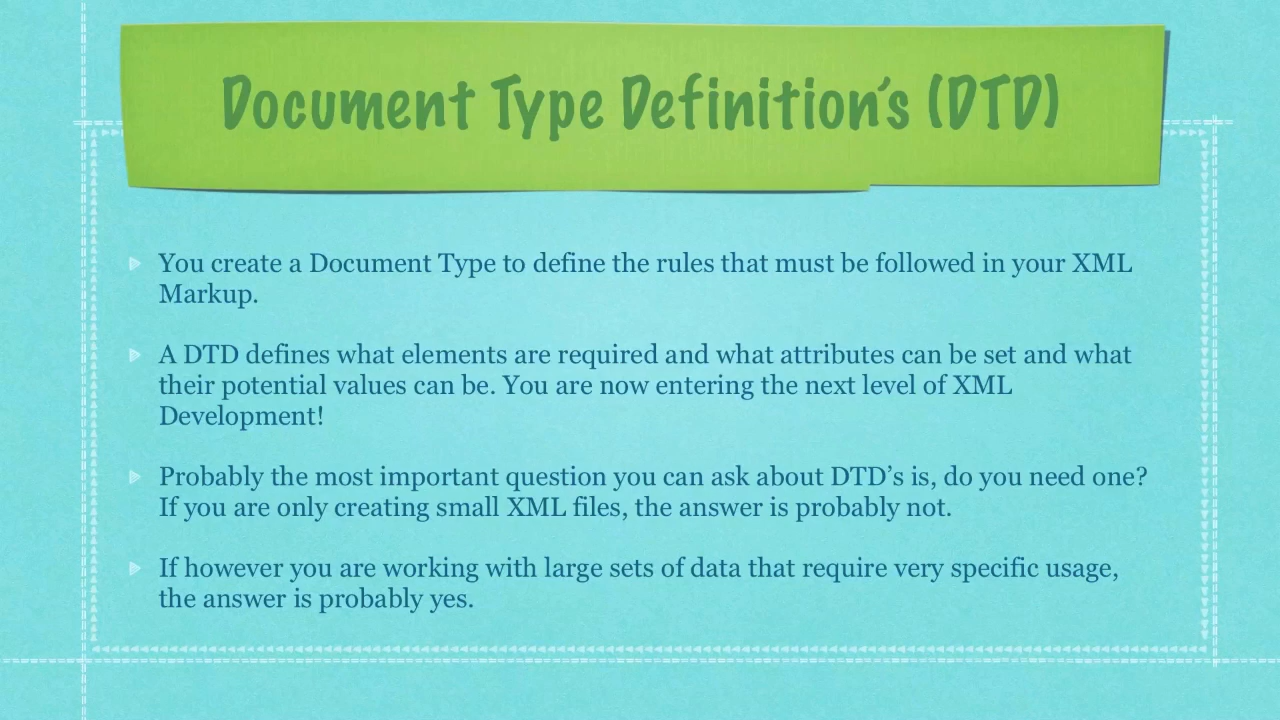 Document Type Definition's (DTD)
You create a Document Type to define the rules that must be followed in your XML
Markup.
A DTD defines what elements are required and what attributes can be set and what
their potential values can be. You are now entering the next level of XML
Development!
Probably the most important question you can ask about DTD's is, do you need one?
If you are only creating small XML files, the answer is probably not.
If however you are working with large sets of data that require very specific usage,
the answer is probably yes.